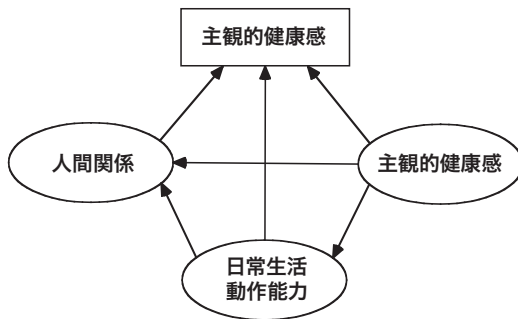 主観的健康感
人間関係
主観的健康感
日常生活
動作能力